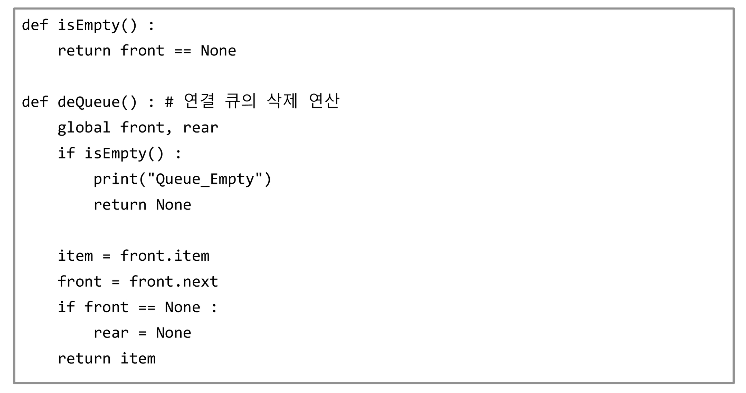 def isEmpty() :
    return front == None
def deQueue() : # 연결 큐의 삭제 연산
    global front, rear
    if isEmpty() :
        print("Queue_Empty")
        return None
    item = front.item
    front = front.next
    if front == None :
        rear = None
    return item